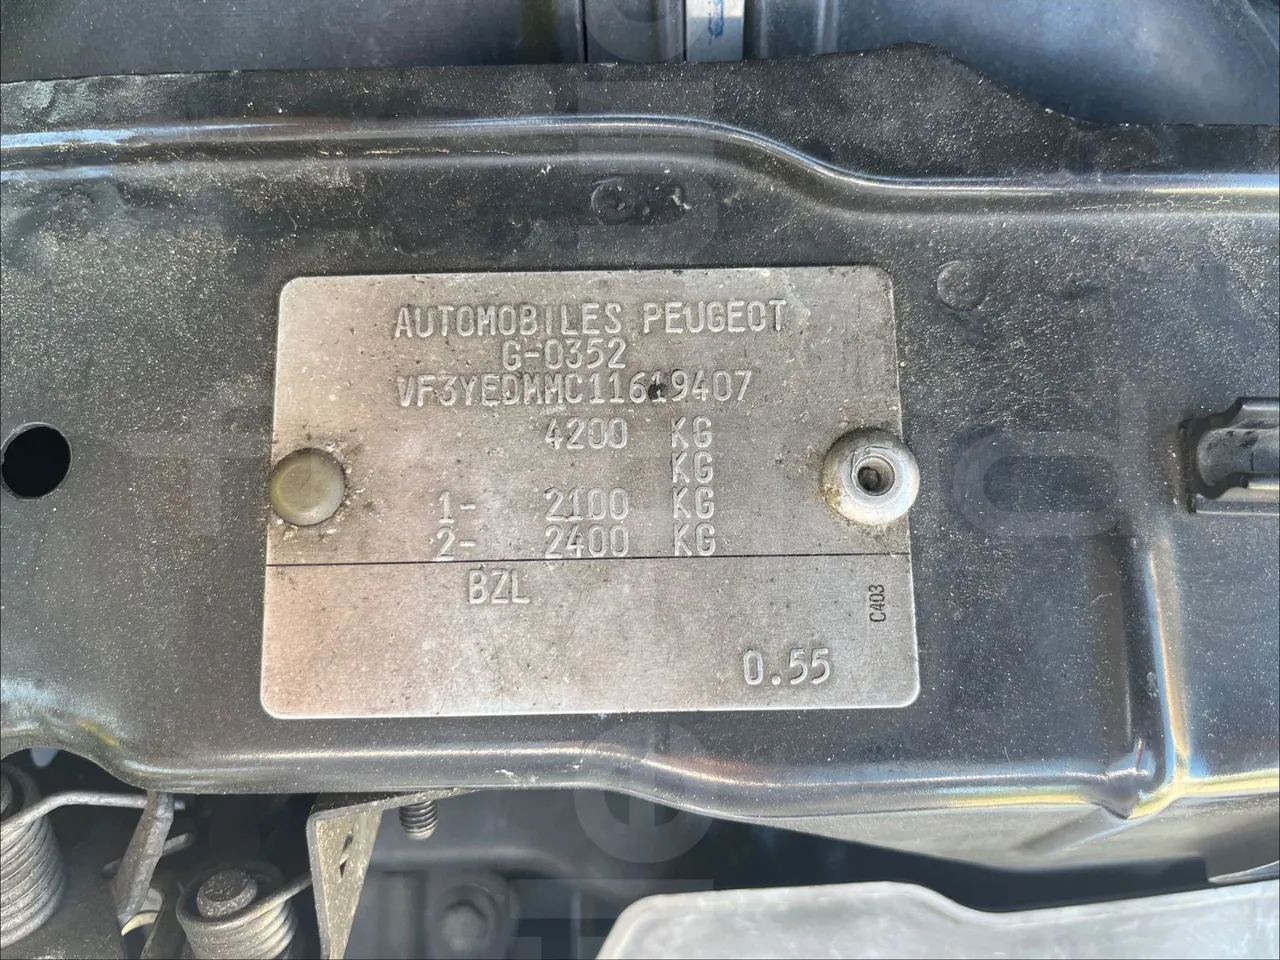 AUTOMOBILES PEUGEOT
G-0352
VF3YEDMMC11619407
4200 KG
KG
1- 2100 KG
2- 2400 KG
BZL
C403
0.55